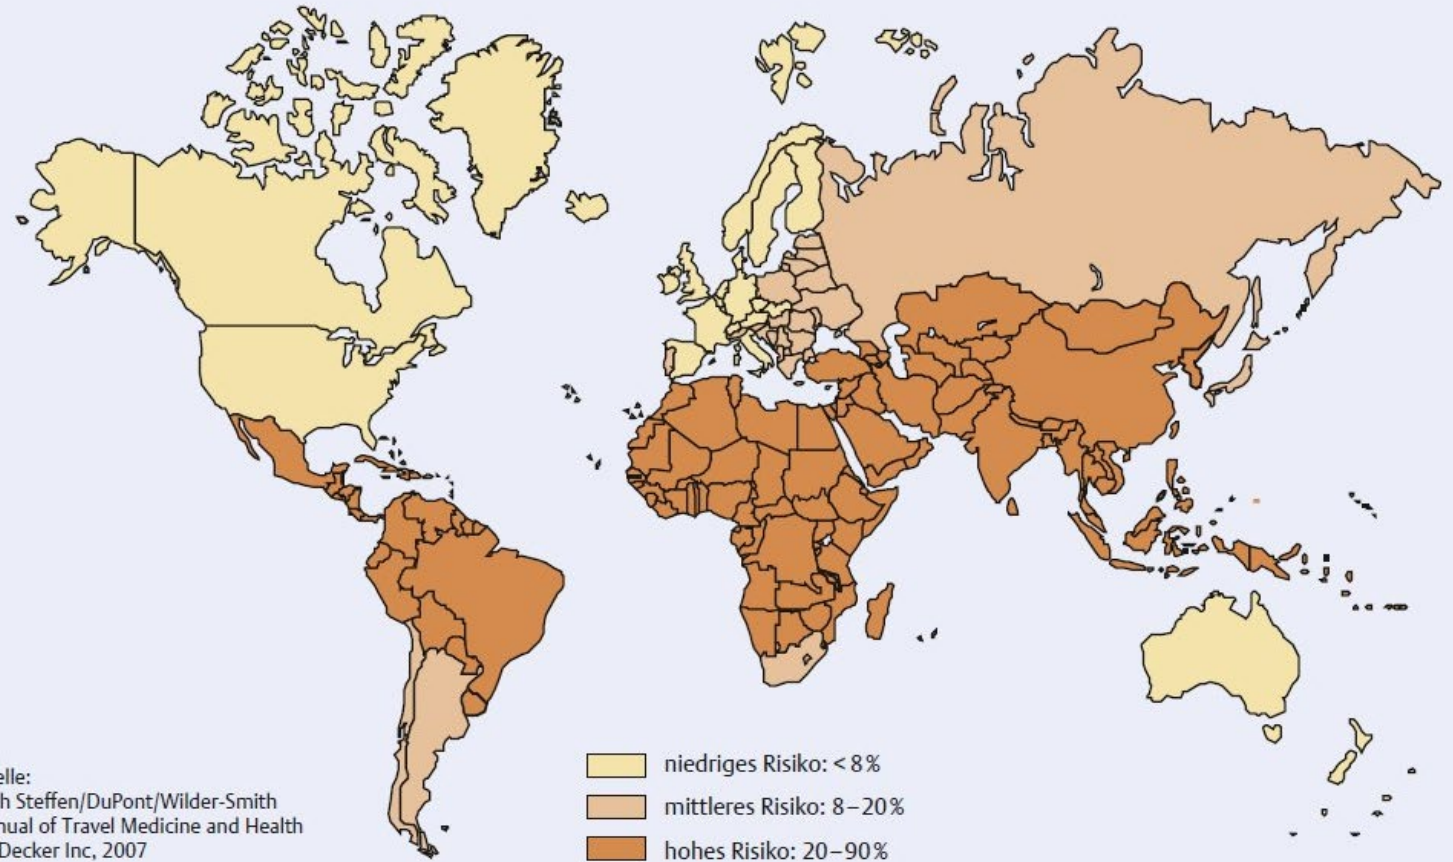 elle:
h Steffen/DuPont/Wilder-Smith
nual of Travel Medicine and Health
Decker Inc, 2007
niedriges Risiko: < 8 %
mittleres Risiko: 8 – 20 %
hohes Risiko: 20 – 90 %